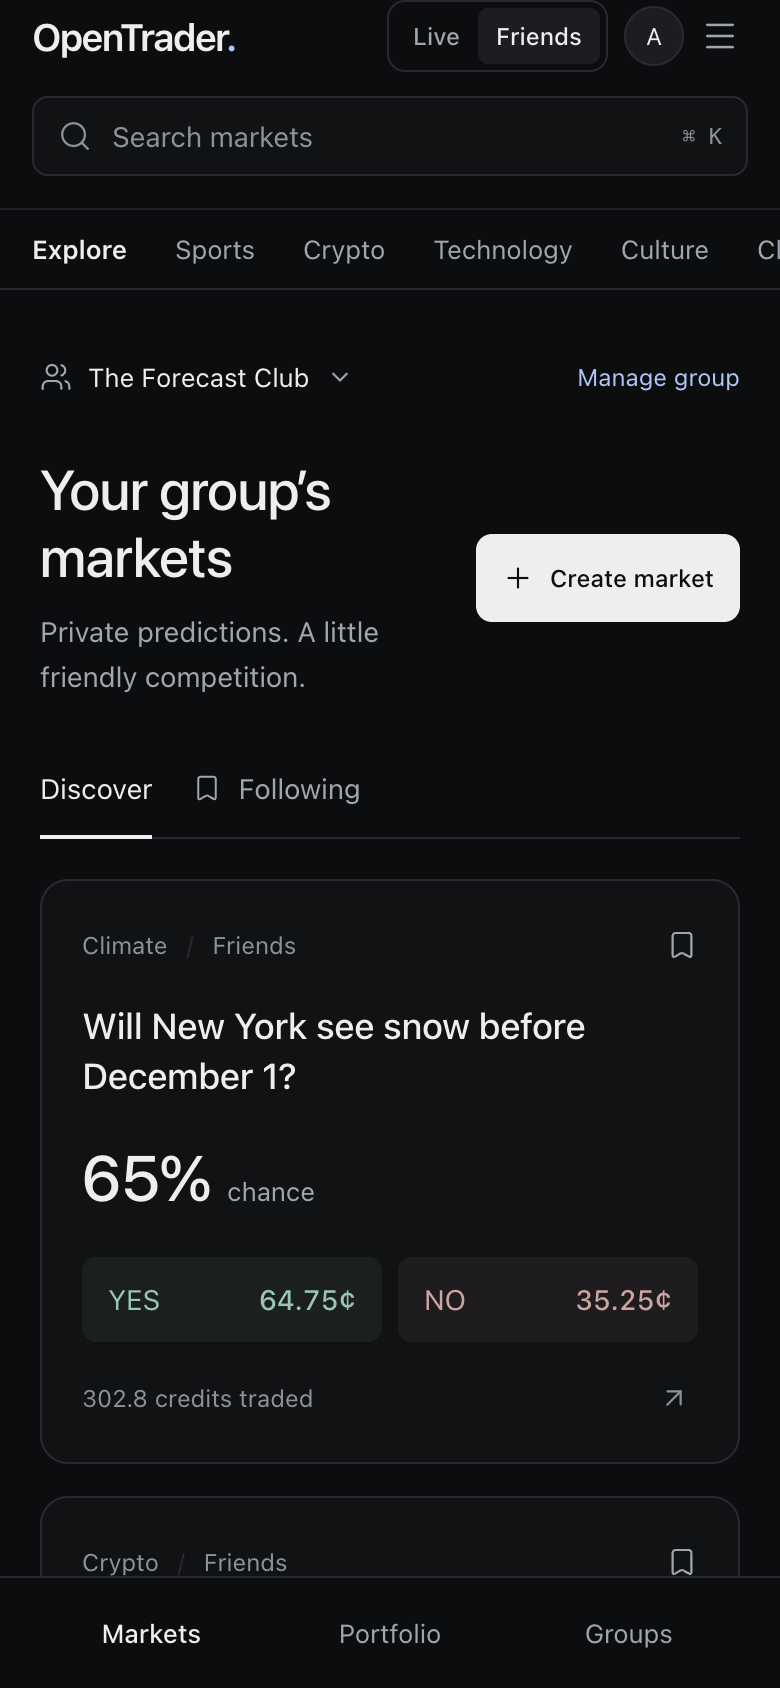 OpenTrader.
Live Friends A
Search markets ⌘ K
Explore Sports Crypto Technology Culture
The Forecast Club Manage group
Your group’s
markets
Create market
Private predictions. A little
friendly competition.
Discover Following
Climate / Friends
Will New York see snow before
December 1?
65% chance
YES 64.75¢ NO 35.25¢
302.8 credits traded
Crypto / Friends
Markets Portfolio Groups